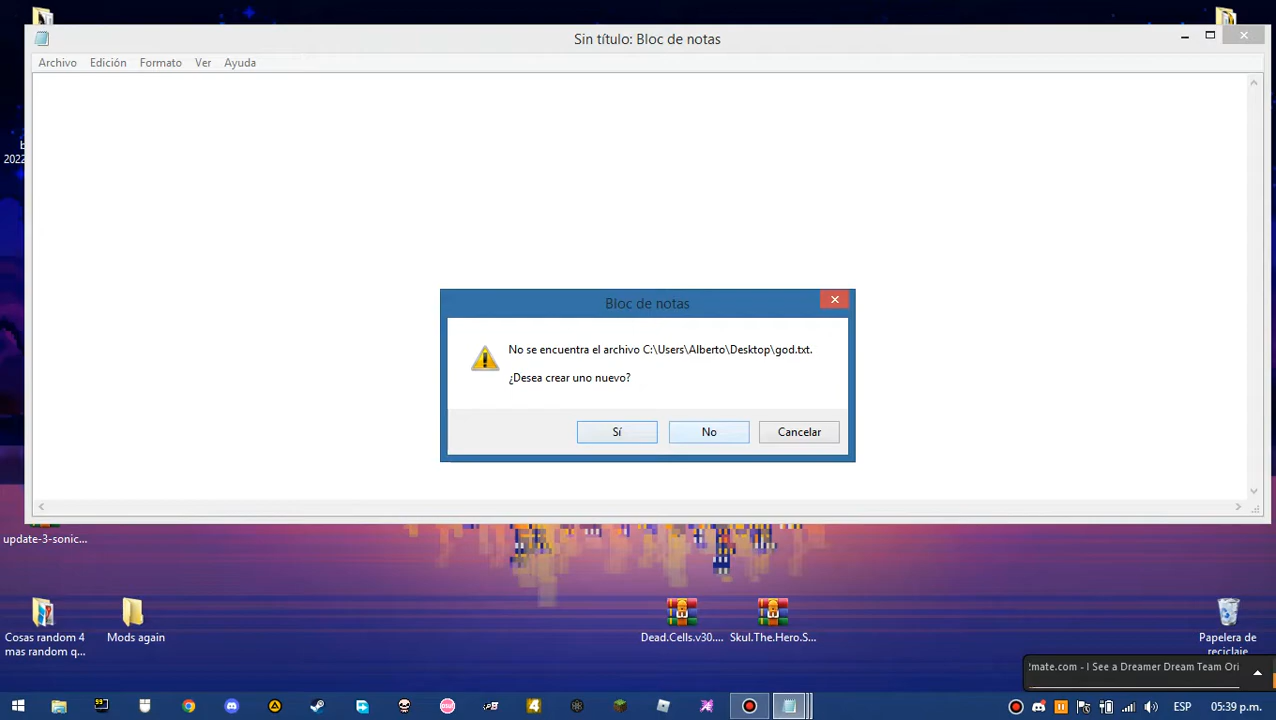 Sin título: Bloc de notas
Archivo Edición Formato Ver Ayuda
2022
Bloc de notas
No se encuentra el archivo C:\Users\Alberto\Desktop\god.txt.
¿Desea crear uno nuevo?
Sí No Cancelar
update-3-sonic...
Cosas random 4
mas random q...
Mods again
Dead.Cells.v30....
Skul.The.Hero.S...
Papelera de
reciclaje
mate.com - I See a Dreamer Dream Team Ori
ESP 05:39 p.m.